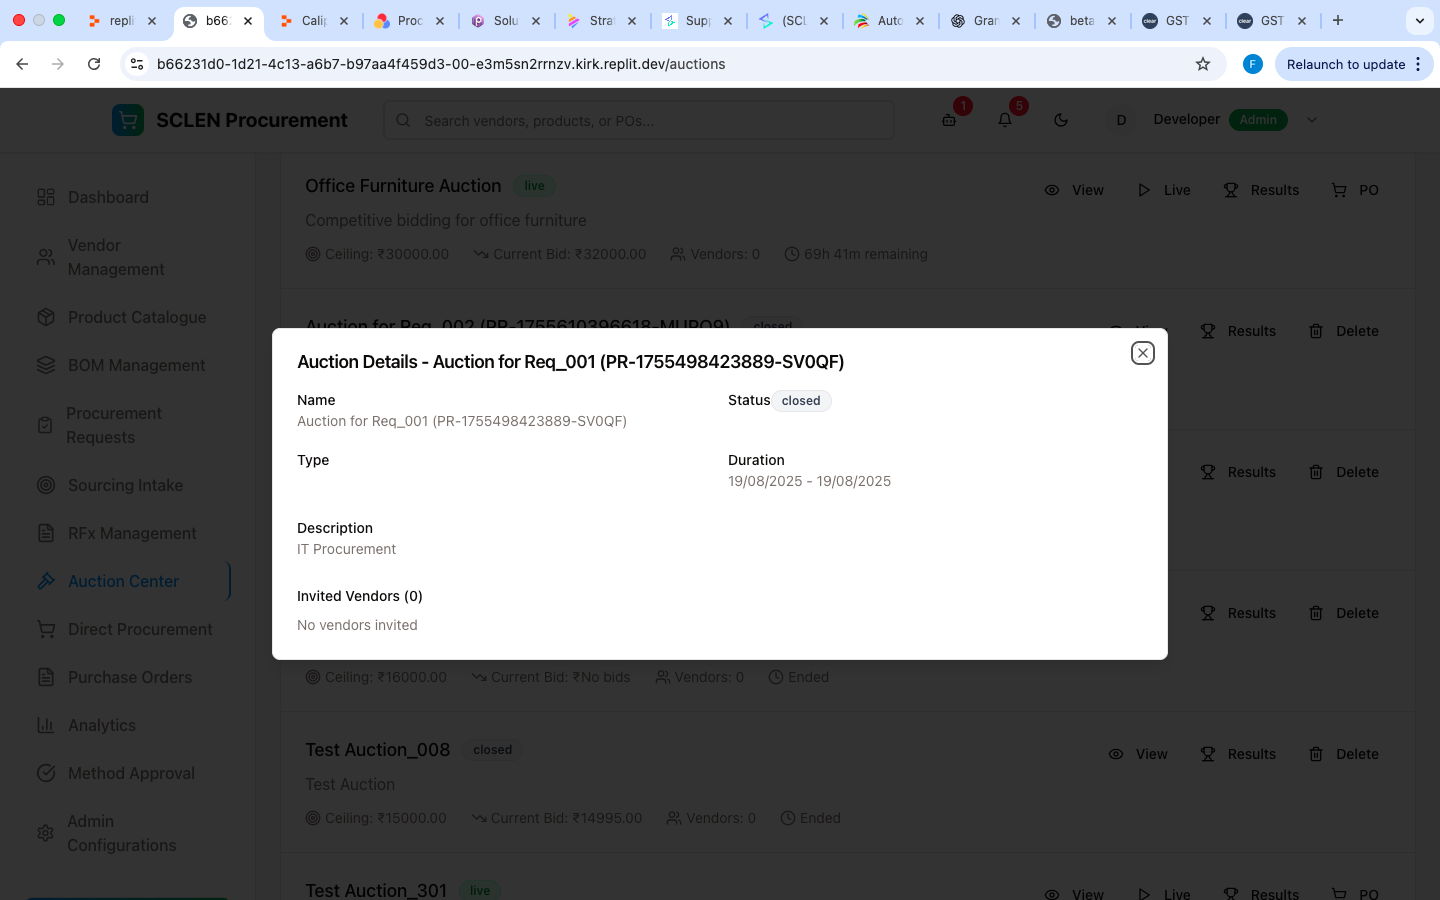 repli
b66
Calip
Proc
Solu
Strat
Supp
(SCL
Auto
Gran
beta
clear
GST
clear
GST
b66231d0-1d21-4c13-a6b7-b97aa4f459d3-00-e3m5sn2rrnzv.kirk.replit.dev/auctions
F
Relaunch to update
SCLEN Procurement
Search vendors, products, or POs...
1
5
D
Developer
Admin
Dashboard
Vendor
Management
Product Catalogue
BOM Management
Procurement
Requests
Sourcing Intake
RFx Management
Auction Center
Direct Procurement
Purchase Orders
Analytics
Method Approval
Admin
Configurations
Office Furniture Auction live
View Live Results PO
Competitive bidding for office furniture
Ceiling: ₹30000.00 Current Bid: ₹32000.00 Vendors: 0 69h 41m remaining
Auction for Req_002 (PR-1755610396618-MURO9) closed
View Results Delete
Auction Details - Auction for Req_001 (PR-1755498423889-SV0QF)
Name
Auction for Req_001 (PR-1755498423889-SV0QF)
Status closed
Type
Duration
19/08/2025 - 19/08/2025
Description
IT Procurement
Invited Vendors (0)
No vendors invited
Results Delete
Results Delete
Ceiling: ₹16000.00 Current Bid: ₹No bids Vendors: 0 Ended
Test Auction_008 closed
View Results Delete
Test Auction
Ceiling: ₹15000.00 Current Bid: ₹14995.00 Vendors: 0 Ended
Test Auction_301 live
View Live Results PO